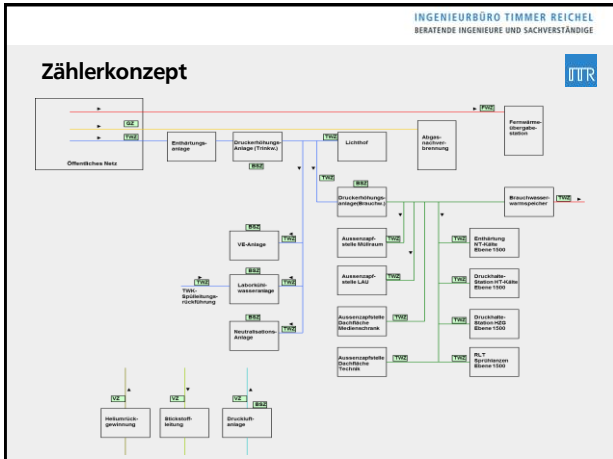 INGENIEURBÜRO TIMMER REICHEL
BERATENDE INGENIEURE UND SACHVERSTÄNDIGE
Zählerkonzept
TTR
FWZ
Fernwärme-
übergabe-
station
GZ
TWZ
Öffentliches Netz
Enthärtungs-
anlage
Druckerhöhungs-
Anlage (Trinkw.)
BSZ
TWZ
Lichthof
Abgas-
nachver-
brennung
TWZ
BSZ
Druckerhöhungs-
anlage(Brauchw.)
Brauchwasser-
warmspeicher
TWZ
BSZ
VE-Anlage
TWZ
Aussenzapf-
stelle Müllraum
TWZ
TWZ
Enthärtung
NT-Kälte
Ebene 1500
TWZ
TWK-
Spülleitungs-
rückführung
BSZ
Laborkühl-
wasseranlage
TWZ
Aussenzapf-
stelle LAU
TWZ
TWZ
Druckhalte-
Station HT-Kälte
Ebene 1500
BSZ
Neutralisations-
Anlage
TWZ
Aussenzapfstelle
Dachfläche
Medienschrank
TWZ
TWZ
Druckhalte-
Station HZG
Ebene 1500
Aussenzapfstelle
Dachfläche
Technik
TWZ
TWZ
RLT
Sprühlanzen
Ebene 1500
VZ
Heliumrück-
gewinnung
VZ
Stickstoff-
leitung
VZ
BSZ
Druckluft-
anlage